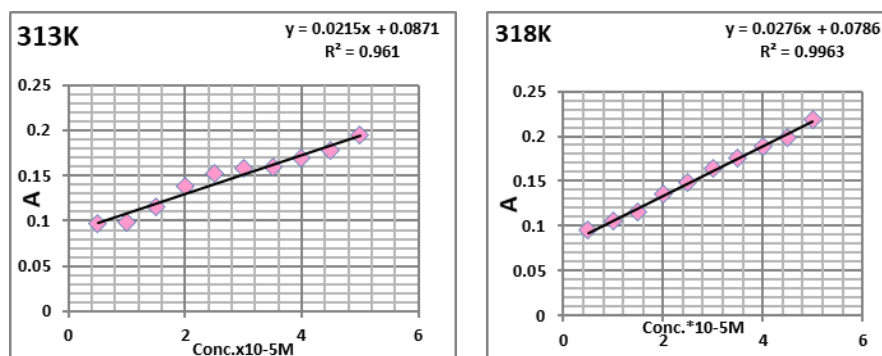 313K
y = 0.0215x + 0.0871
R² = 0.961
0.25
0.2
0.15
0.1
0.05
0
A
0
2
4
6
Conc.x10-5M
318K
y = 0.0276x + 0.0786
R² = 0.9963
0.25
0.2
0.15
0.1
0.05
0
A
0
2
4
6
Conc.*10-5M